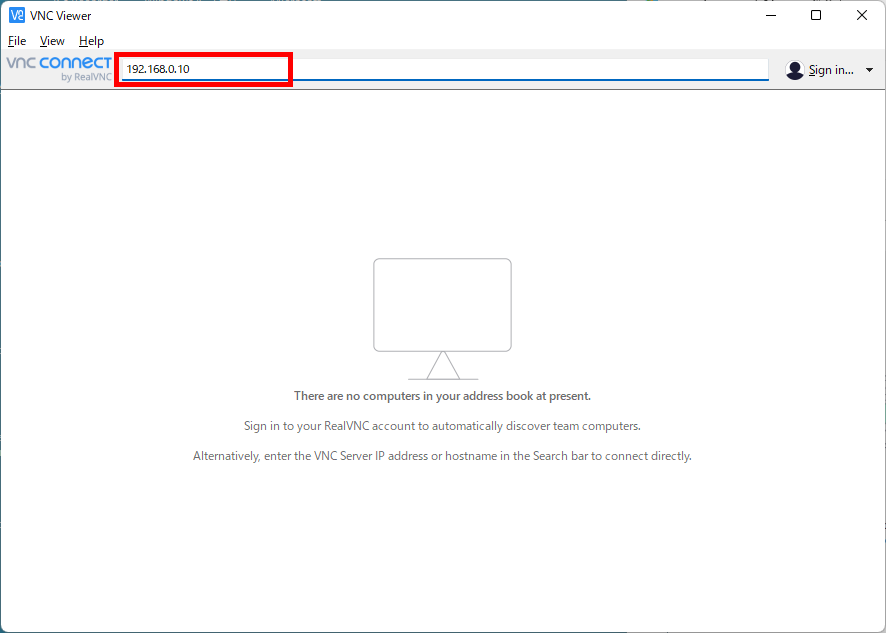 VNC Viewer
File View Help
vnc connect
by RealVNC
192.168.0.10
Sign in...
There are no computers in your address book at present.
Sign in to your RealVNC account to automatically discover team computers.
Alternatively, enter the VNC Server IP address or hostname in the Search bar to connect directly.